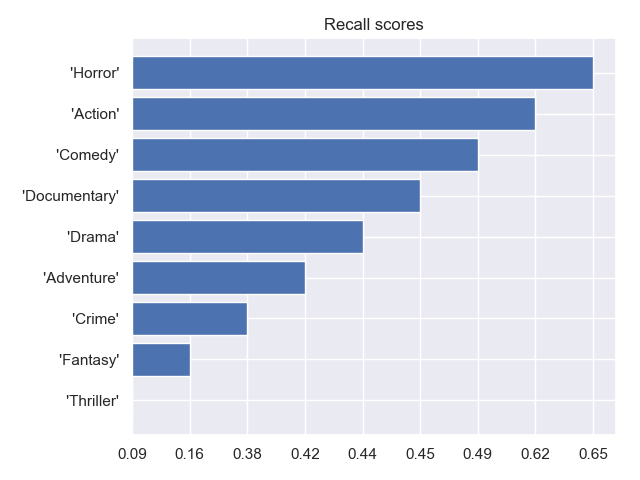 Recall scores
'Horror'
'Action'
'Comedy'
'Documentary'
'Drama'
'Adventure'
'Crime'
'Fantasy'
'Thriller'
0.09 0.16 0.38 0.42 0.44 0.45 0.49 0.62 0.65